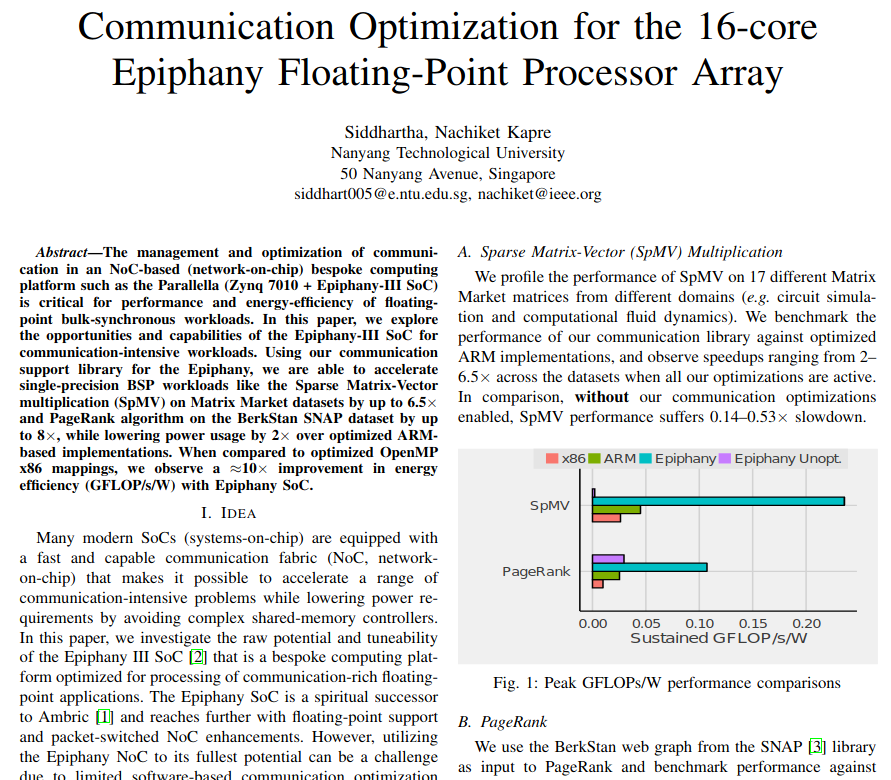 Communication Optimization for the 16-core
Epiphany Floating-Point Processor Array
Siddhartha, Nachiket Kapre
Nanyang Technological University
50 Nanyang Avenue, Singapore
siddhart005@e.ntu.edu.sg, nachiket@ieee.org
Abstract—The management and optimization of communi-
cation in an NoC-based (network-on-chip) bespoke computing
platform such as the Parallella (Zynq 7010 + Epiphany-III SoC)
is critical for performance and energy-efficiency of floating-
point bulk-synchronous workloads. In this paper, we explore
the opportunities and capabilities of the Epiphany-III SoC for
communication-intensive workloads. Using our communication
support library for the Epiphany, we are able to accelerate
single-precision BSP workloads like the Sparse Matrix-Vector
multiplication (SpMV) on Matrix Market datasets by up to 6.5×
and PageRank algorithm on the BerkStan SNAP dataset by up
to 8×, while lowering power usage by 2× over optimized ARM-
based implementations. When compared to optimized OpenMP
x86 mappings, we observe a ≈10× improvement in energy
efficiency (GFLOP/s/W) with Epiphany SoC.
I. IDEA
Many modern SoCs (systems-on-chip) are equipped with
a fast and capable communication fabric (NoC, network-
on-chip) that makes it possible to accelerate a range of
communication-intensive problems while lowering power re-
quirements by avoiding complex shared-memory controllers.
In this paper, we investigate the raw potential and tuneability
of the Epiphany III SoC [2] that is a bespoke computing plat-
form optimized for processing of communication-rich floating-
point applications. The Epiphany SoC is a spiritual successor
to Ambric [1] and reaches further with floating-point support
and packet-switched NoC enhancements. However, utilizing
the Epiphany NoC to its fullest potential can be a challenge
due to limited software-based communication optimization
A. Sparse Matrix-Vector (SpMV) Multiplication
We profile the performance of SpMV on 17 different Matrix
Market matrices from different domains (e.g. circuit simula-
tion and computational fluid dynamics). We benchmark the
performance of our communication library against optimized
ARM implementations, and observe speedups ranging from 2–
6.5× across the datasets when all our optimizations are active.
In comparison, without our communication optimizations
enabled, SpMV performance suffers 0.14–0.53× slowdown.
x86 ARM Epiphany Epiphany Unopt.
SpMV
PageRank
0.00 0.05 0.10 0.15 0.20
Sustained GFLOP/s/W
Fig. 1: Peak GFLOPs/W performance comparisons
B. PageRank
We use the BerkStan web graph from the SNAP [3] library
as input to PageRank and benchmark performance against